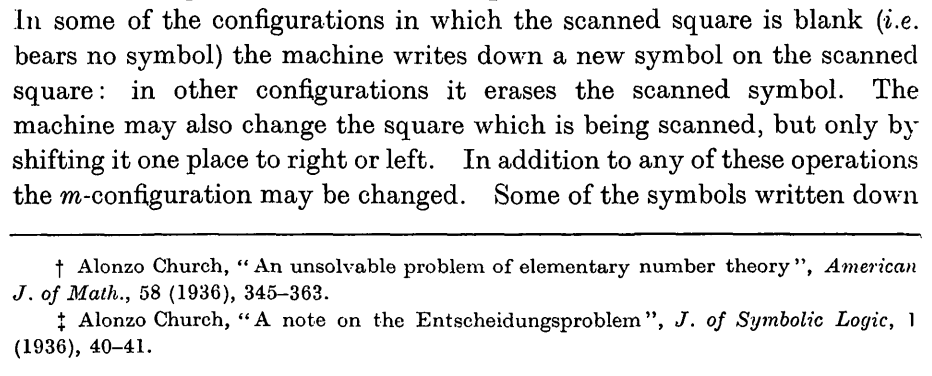 In some of the configurations in which the scanned square is blank (i.e.
bears no symbol) the machine writes down a new symbol on the scanned
square: in other configurations it erases the scanned symbol. The
machine may also change the square which is being scanned, but only by
shifting it one place to right or left. In addition to any of these operations
the m-configuration may be changed. Some of the symbols written down
† Alonzo Church, “An unsolvable problem of elementary number theory”, American
J. of Math., 58 (1936), 345–363.
‡ Alonzo Church, “A note on the Entscheidungsproblem”, J. of Symbolic Logic, 1
(1936), 40–41.